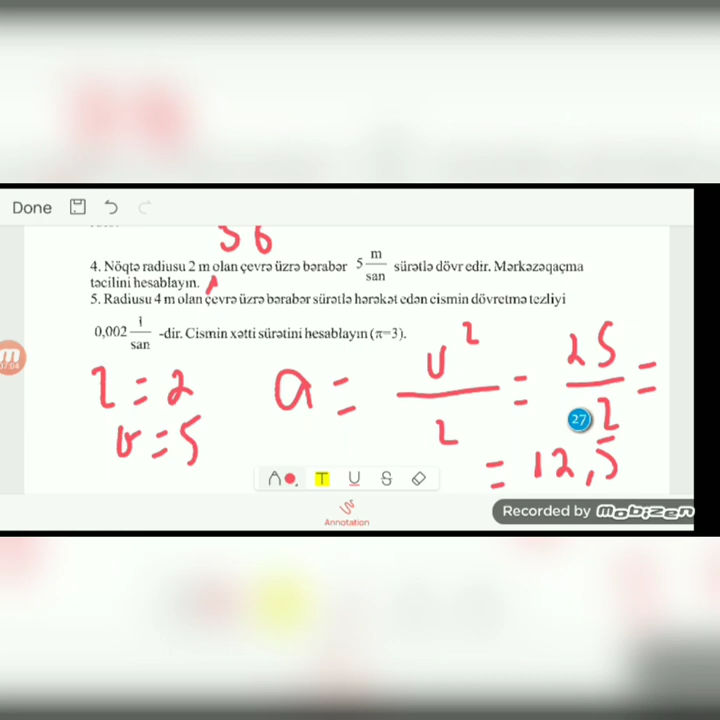 Done
56
4. Nöqtə radiusu 2 m olan çevrə üzrə bərabər 5 m/san sürətlə dövr edir. Mərkəzəqaçma
təcilini hesablayın.
5. Radiusu 4 m olan çevrə üzrə bərabər sürətlə hərəkət edən cismin dövretmə tezliyi
0,002 1/san -dir. Cismin xətti sürətini hesablayın (π=3).
r = 2
v = 5
a = v²/r = 25/2 =
= 12,5
27
T U S
Annotation
Recorded by mobizen